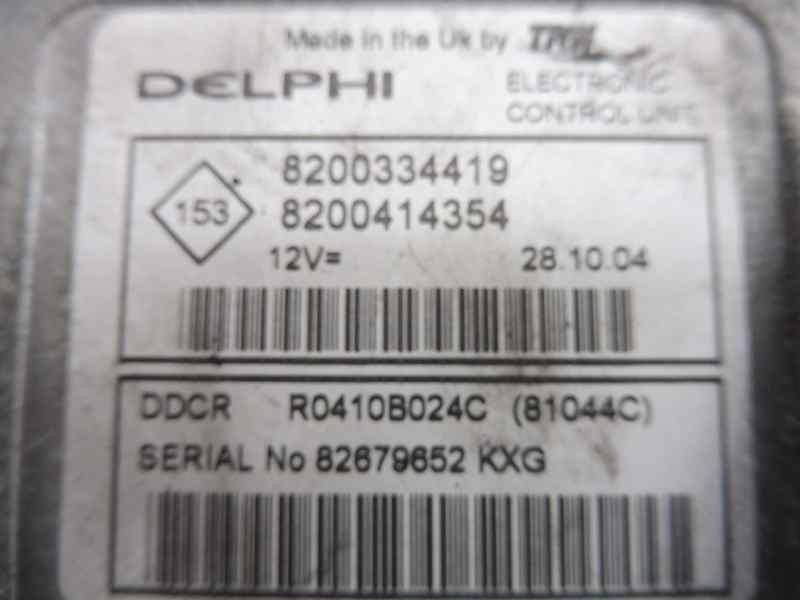 Made in the Uk by
DELPHI
ELECTRONIC
CONTROL UNIT
8200334419
153
8200414354
12V=
28.10.04
DDCR R0410B024C (81044C)
SERIAL No 82679652 KXG